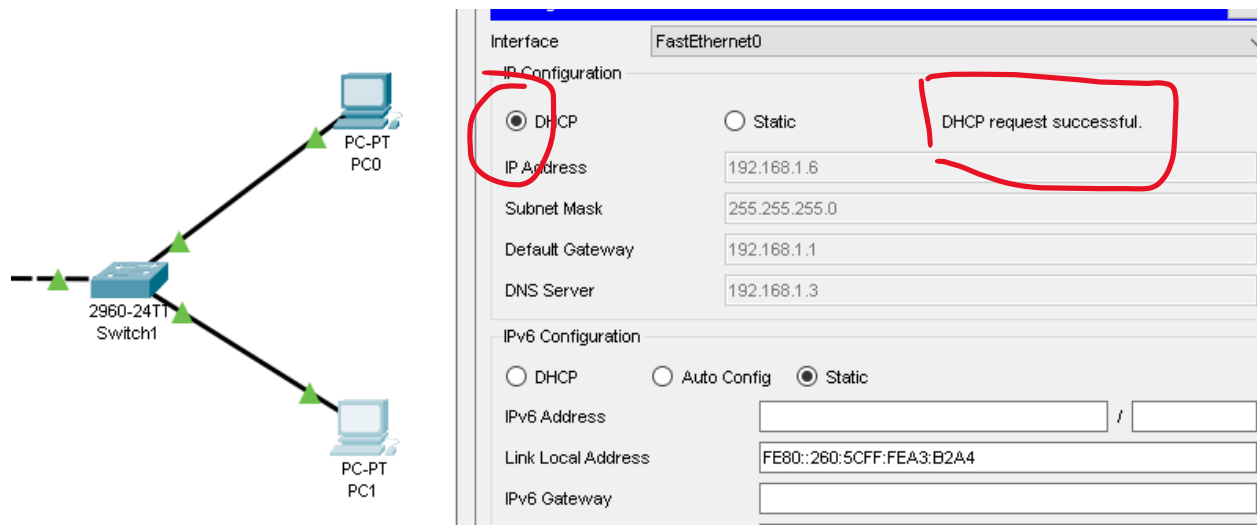 PC-PT
PC0
2960-24TT
Switch1
PC-PT
PC1
Interface FastEthernet0
IP Configuration
DHCP Static DHCP request successful.
IP Address 192.168.1.6
Subnet Mask 255.255.255.0
Default Gateway 192.168.1.1
DNS Server 192.168.1.3
IPv6 Configuration
DHCP Auto Config Static
IPv6 Address /
Link Local Address FE80::260:5CFF:FEA3:B2A4
IPv6 Gateway